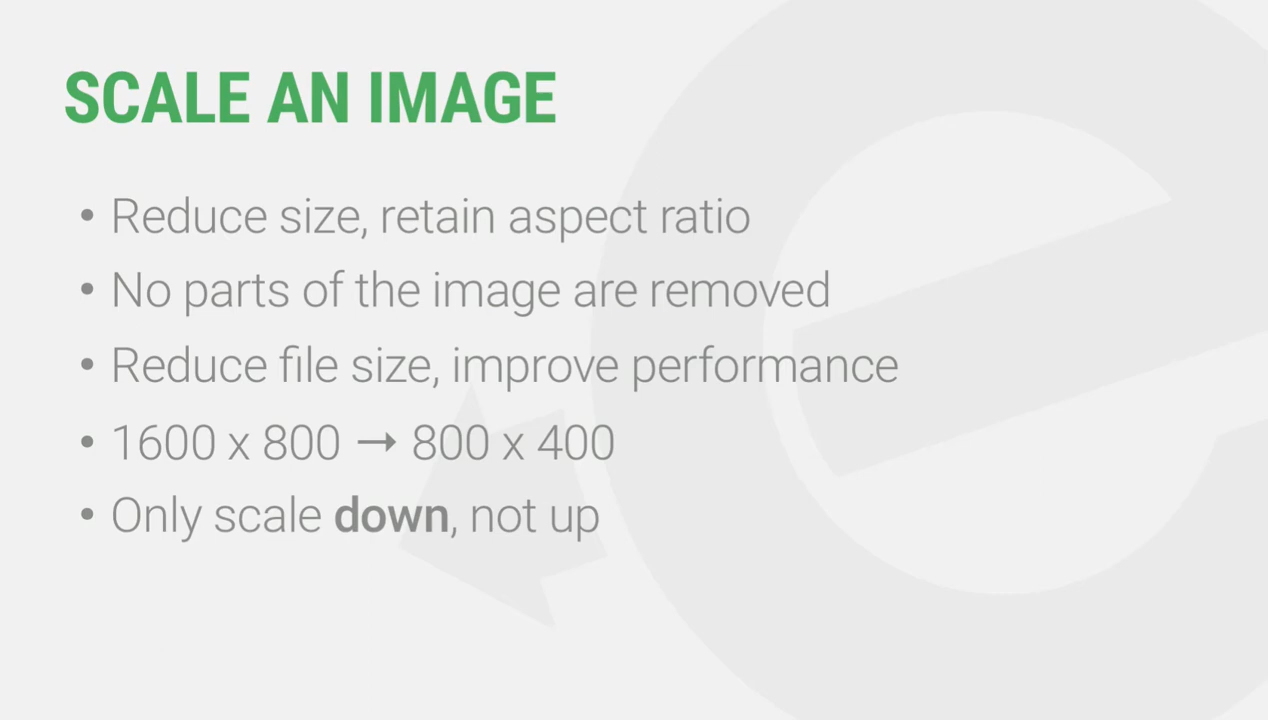 SCALE AN IMAGE
• Reduce size, retain aspect ratio
• No parts of the image are removed
• Reduce file size, improve performance
• 1600 x 800 → 800 x 400
• Only scale down, not up